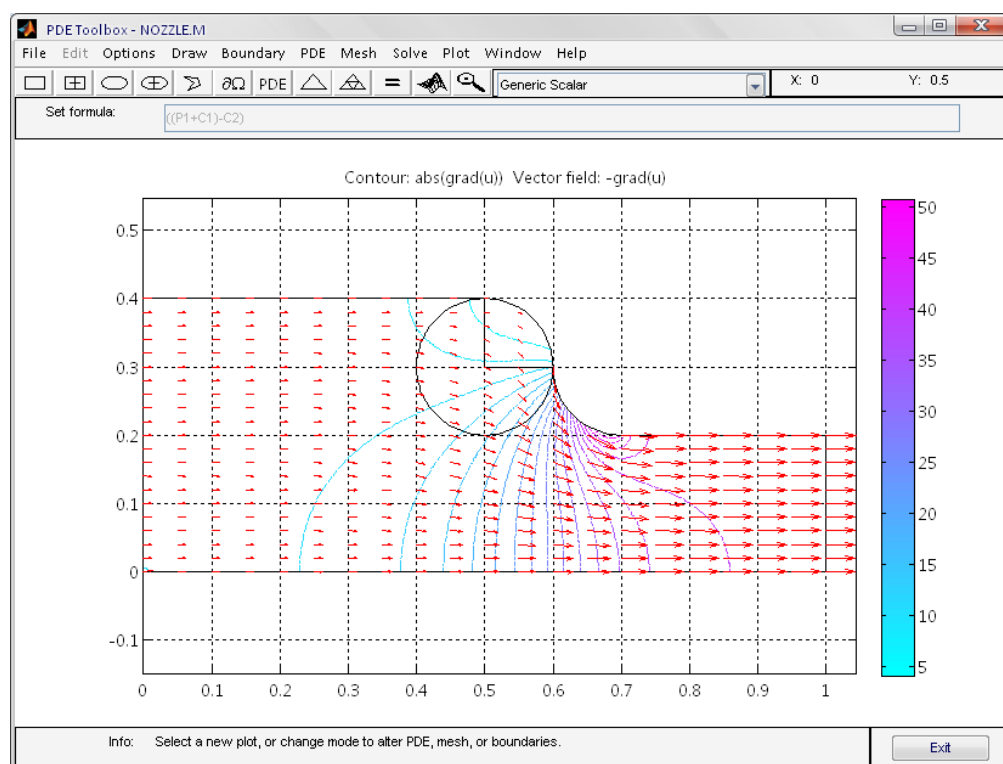 PDE Toolbox - NOZZLE.M
File Edit Options Draw Boundary PDE Mesh Solve Plot Window Help
∂Ω PDE = Generic Scalar X: 0 Y: 0.5
Set formula: ((P1+C1)-C2)
Contour: abs(grad(u)) Vector field: -grad(u)
0.5
0.4
0.3
0.2
0.1
0
-0.1
0 0.1 0.2 0.3 0.4 0.5 0.6 0.7 0.8 0.9 1
50
45
40
35
30
25
20
15
10
5
Info: Select a new plot, or change mode to alter PDE, mesh, or boundaries.
Exit